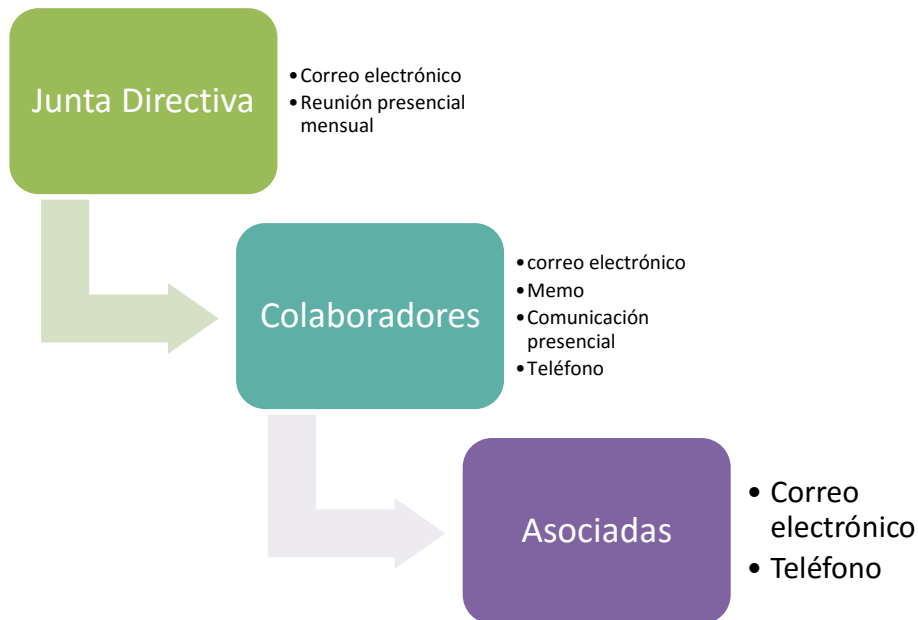 Junta Directiva
•Correo electrónico
•Reunión presencial
mensual
Colaboradores
•correo electrónico
•Memo
•Comunicación
presencial
•Teléfono
Asociadas
• Correo
electrónico
• Teléfono